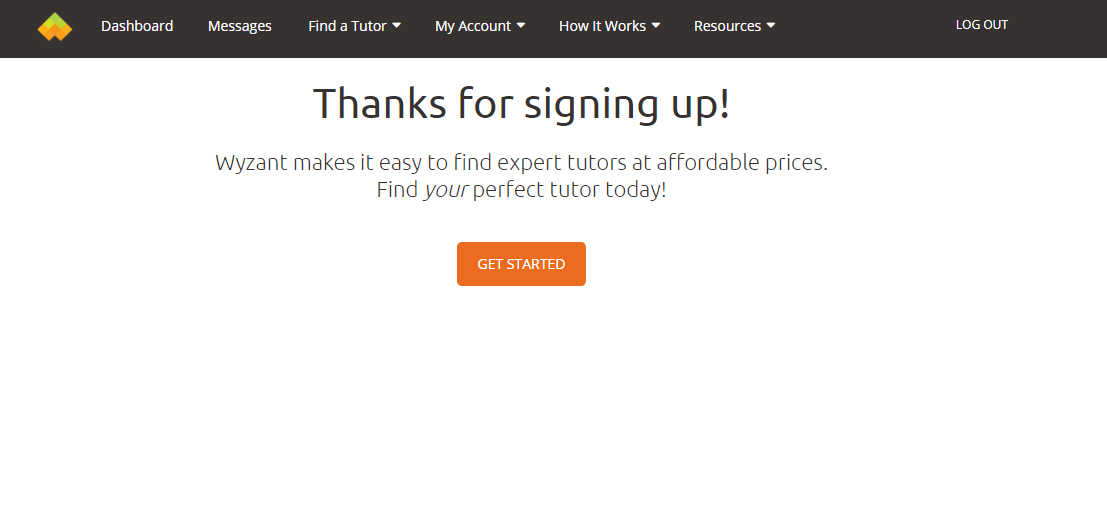 Dashboard Messages Find a Tutor My Account How It Works Resources LOG OUT
Thanks for signing up!
Wyzant makes it easy to find expert tutors at affordable prices.
Find your perfect tutor today!
GET STARTED